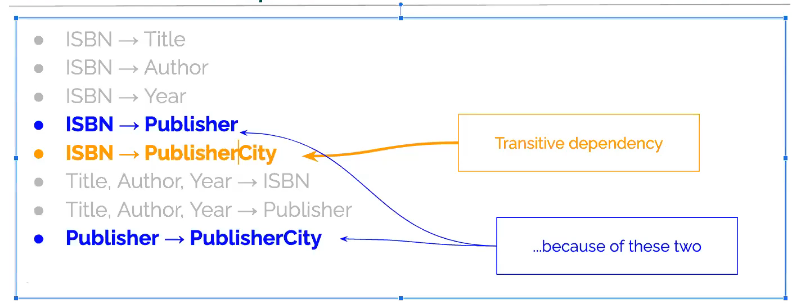 ● ISBN → Title
● ISBN → Author
● ISBN → Year
● ISBN → Publisher
● ISBN → PublisherCity
Transitive dependency
● Title, Author, Year → ISBN
● Title, Author, Year → Publisher
● Publisher → PublisherCity
...because of these two